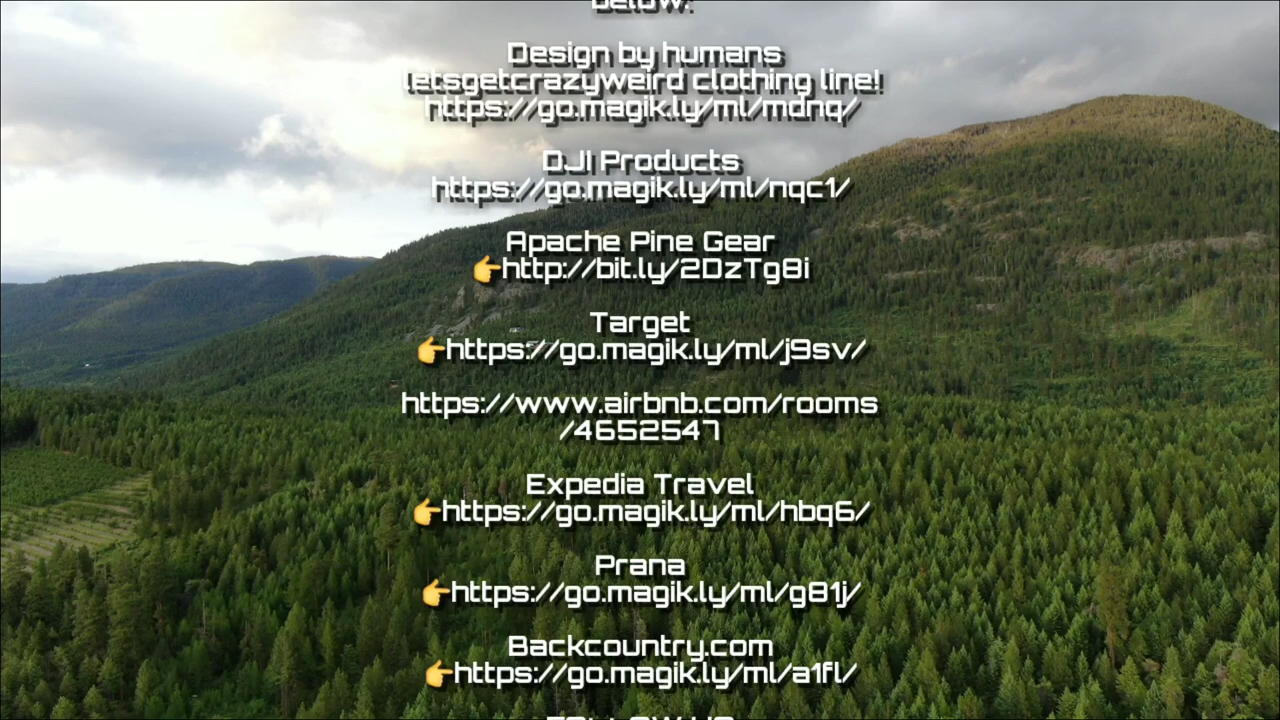 below:
Design by humans
letsgetcrazyweird clothing line!
https://go.magik.ly/ml/mdnq/
DJI Products
https://go.magik.ly/ml/nqc1/
Apache Pine Gear
👉http://bit.ly/2DzTg8i
Target
👉https://go.magik.ly/ml/j9sv/
https://www.airbnb.com/rooms
/4652547
Expedia Travel
👉https://go.magik.ly/ml/hbq6/
Prana
👉https://go.magik.ly/ml/g81j/
Backcountry.com
👉https://go.magik.ly/ml/a1fl/
FOLLOW US